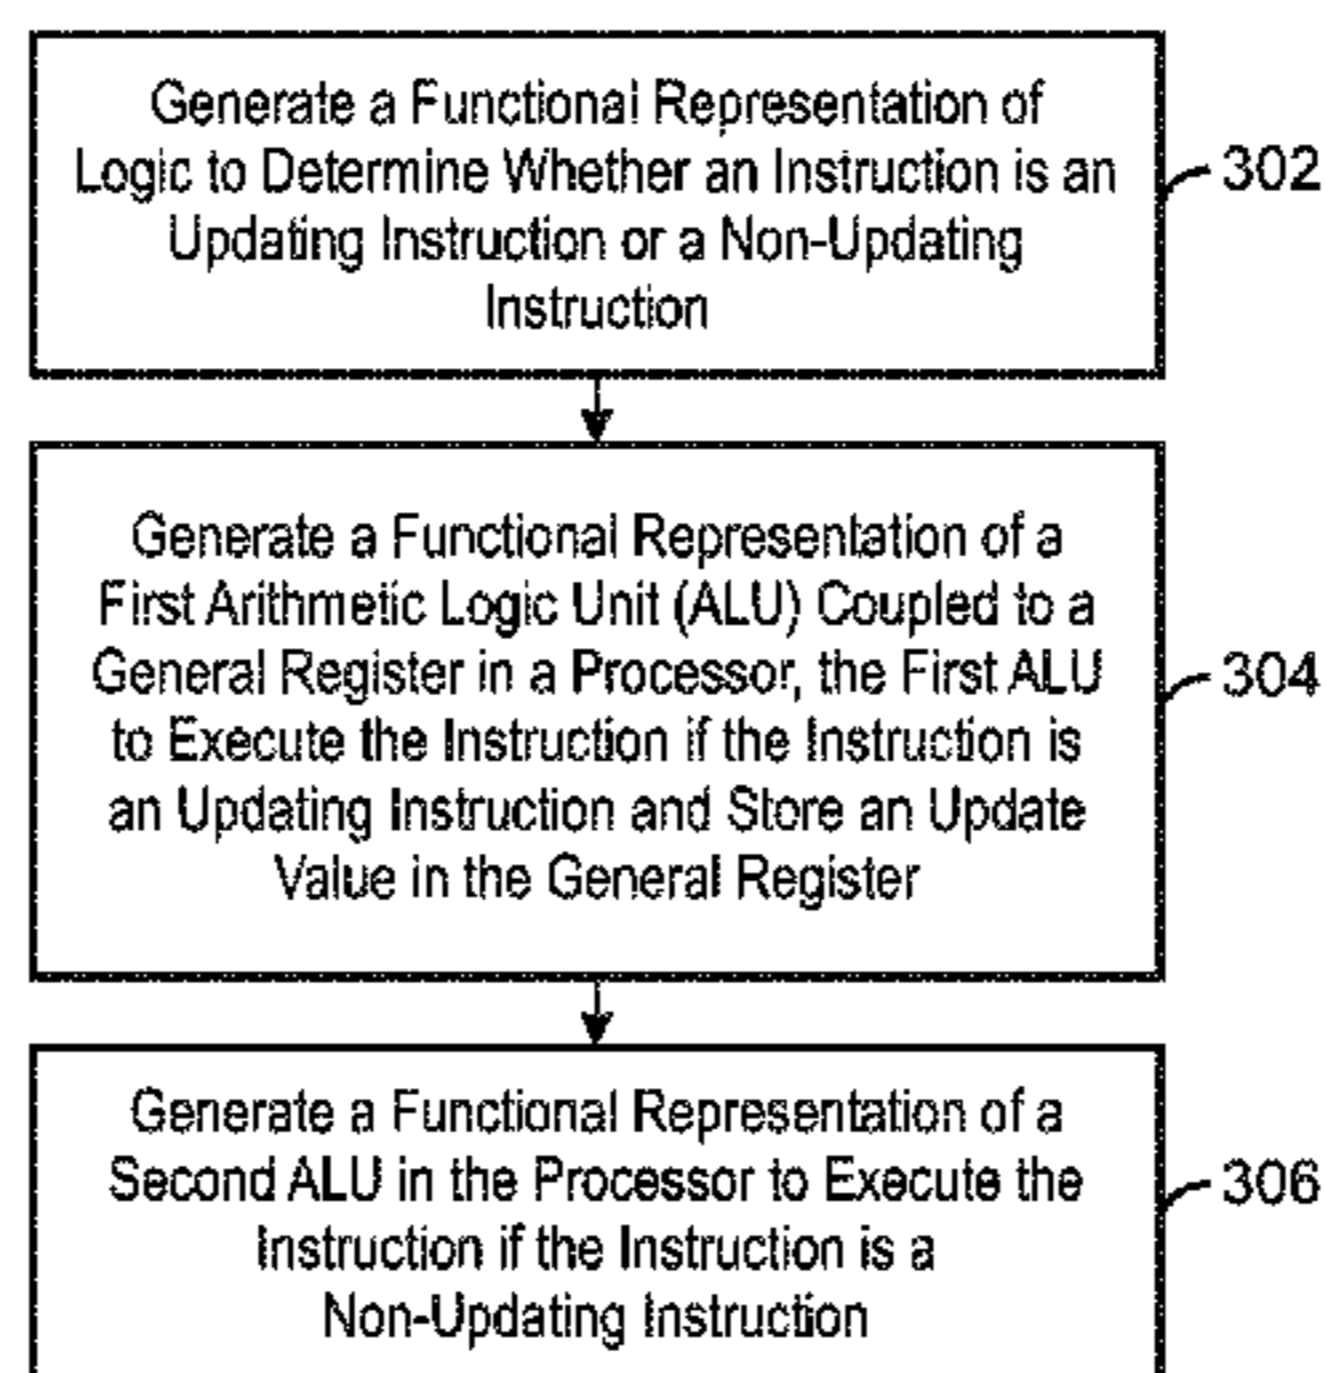 Generate a Functional Representation of
Logic to Determine Whether an Instruction is an
Updating Instruction or a Non-Updating
Instruction
302
Generate a Functional Representation of a
First Arithmetic Logic Unit (ALU) Coupled to a
General Register in a Processor, the First ALU
to Execute the Instruction if the Instruction is
an Updating Instruction and Store an Update
Value in the General Register
304
Generate a Functional Representation of a
Second ALU in the Processor to Execute the
Instruction if the Instruction is a
Non-Updating Instruction
306